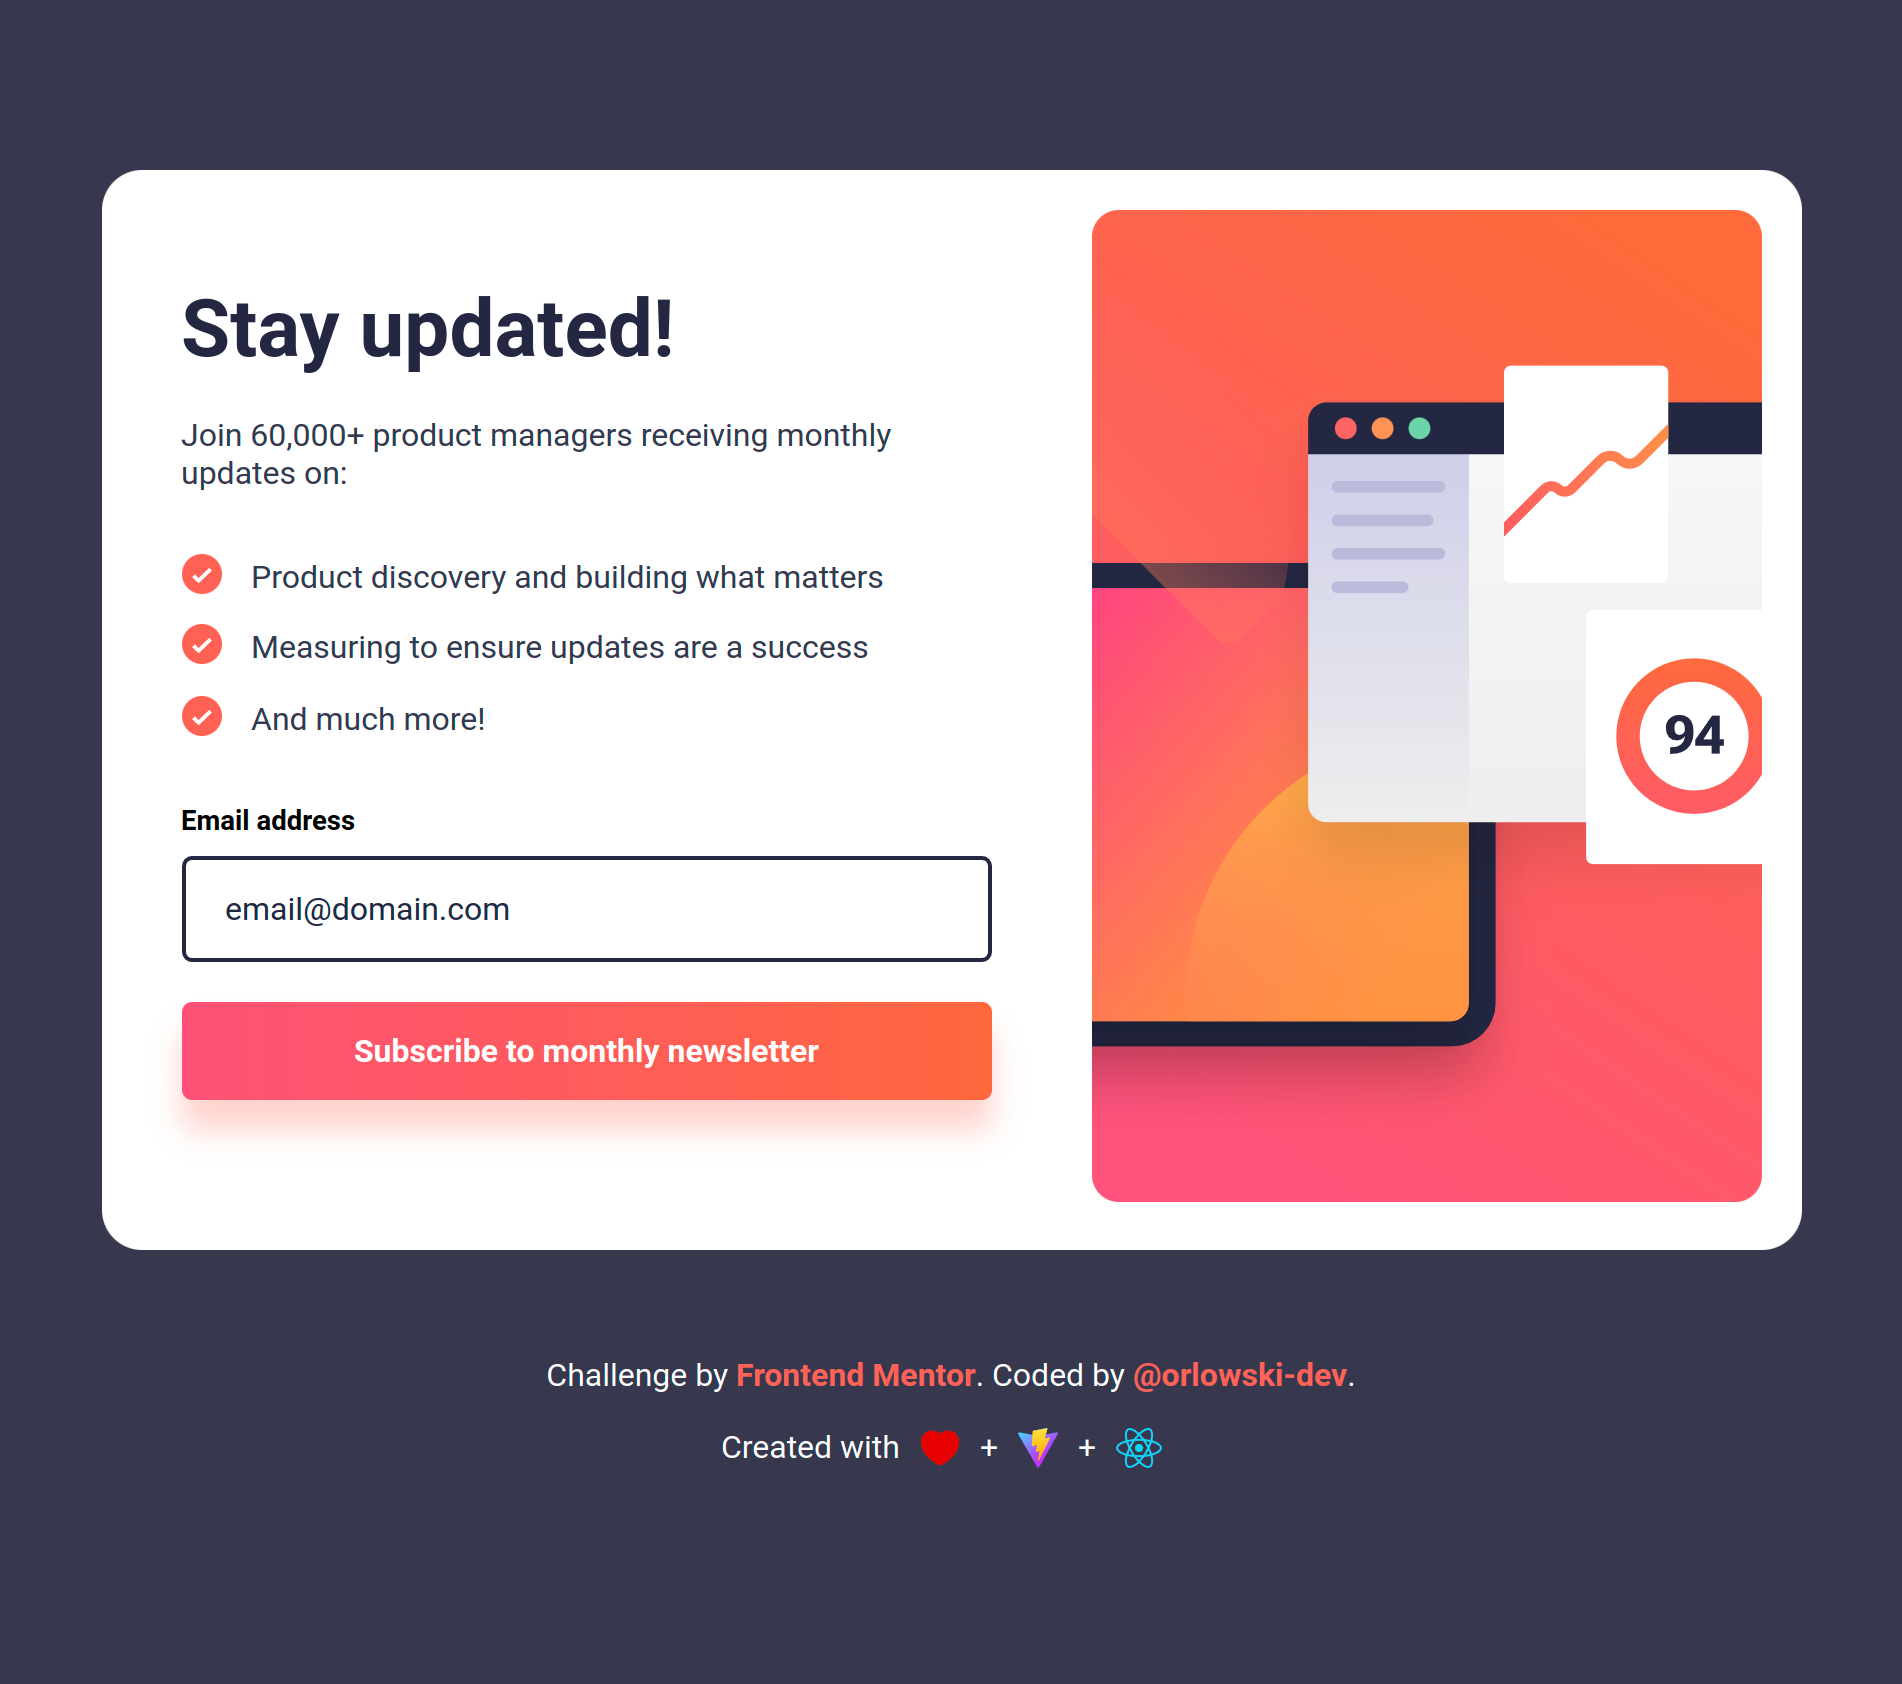 Stay updated!
Join 60,000+ product managers receiving monthly
updates on:
Product discovery and building what matters
Measuring to ensure updates are a success
And much more!
Email address
email@domain.com
Subscribe to monthly newsletter
94
Challenge by Frontend Mentor. Coded by @orlowski-dev.
Created with + +